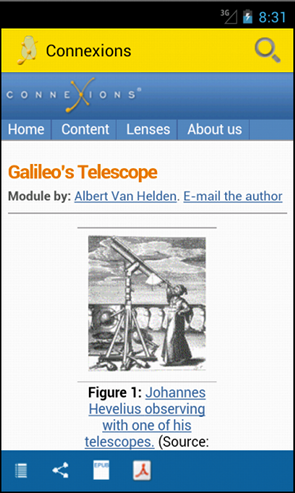 3G 8:31
Connexions
CONNEXIONS®
Home Content Lenses About us
Galileo's Telescope
Module by: Albert Van Helden. E-mail the author
Figure 1: Johannes
Hevelius observing
with one of his
telescopes. (Source:
EPUB